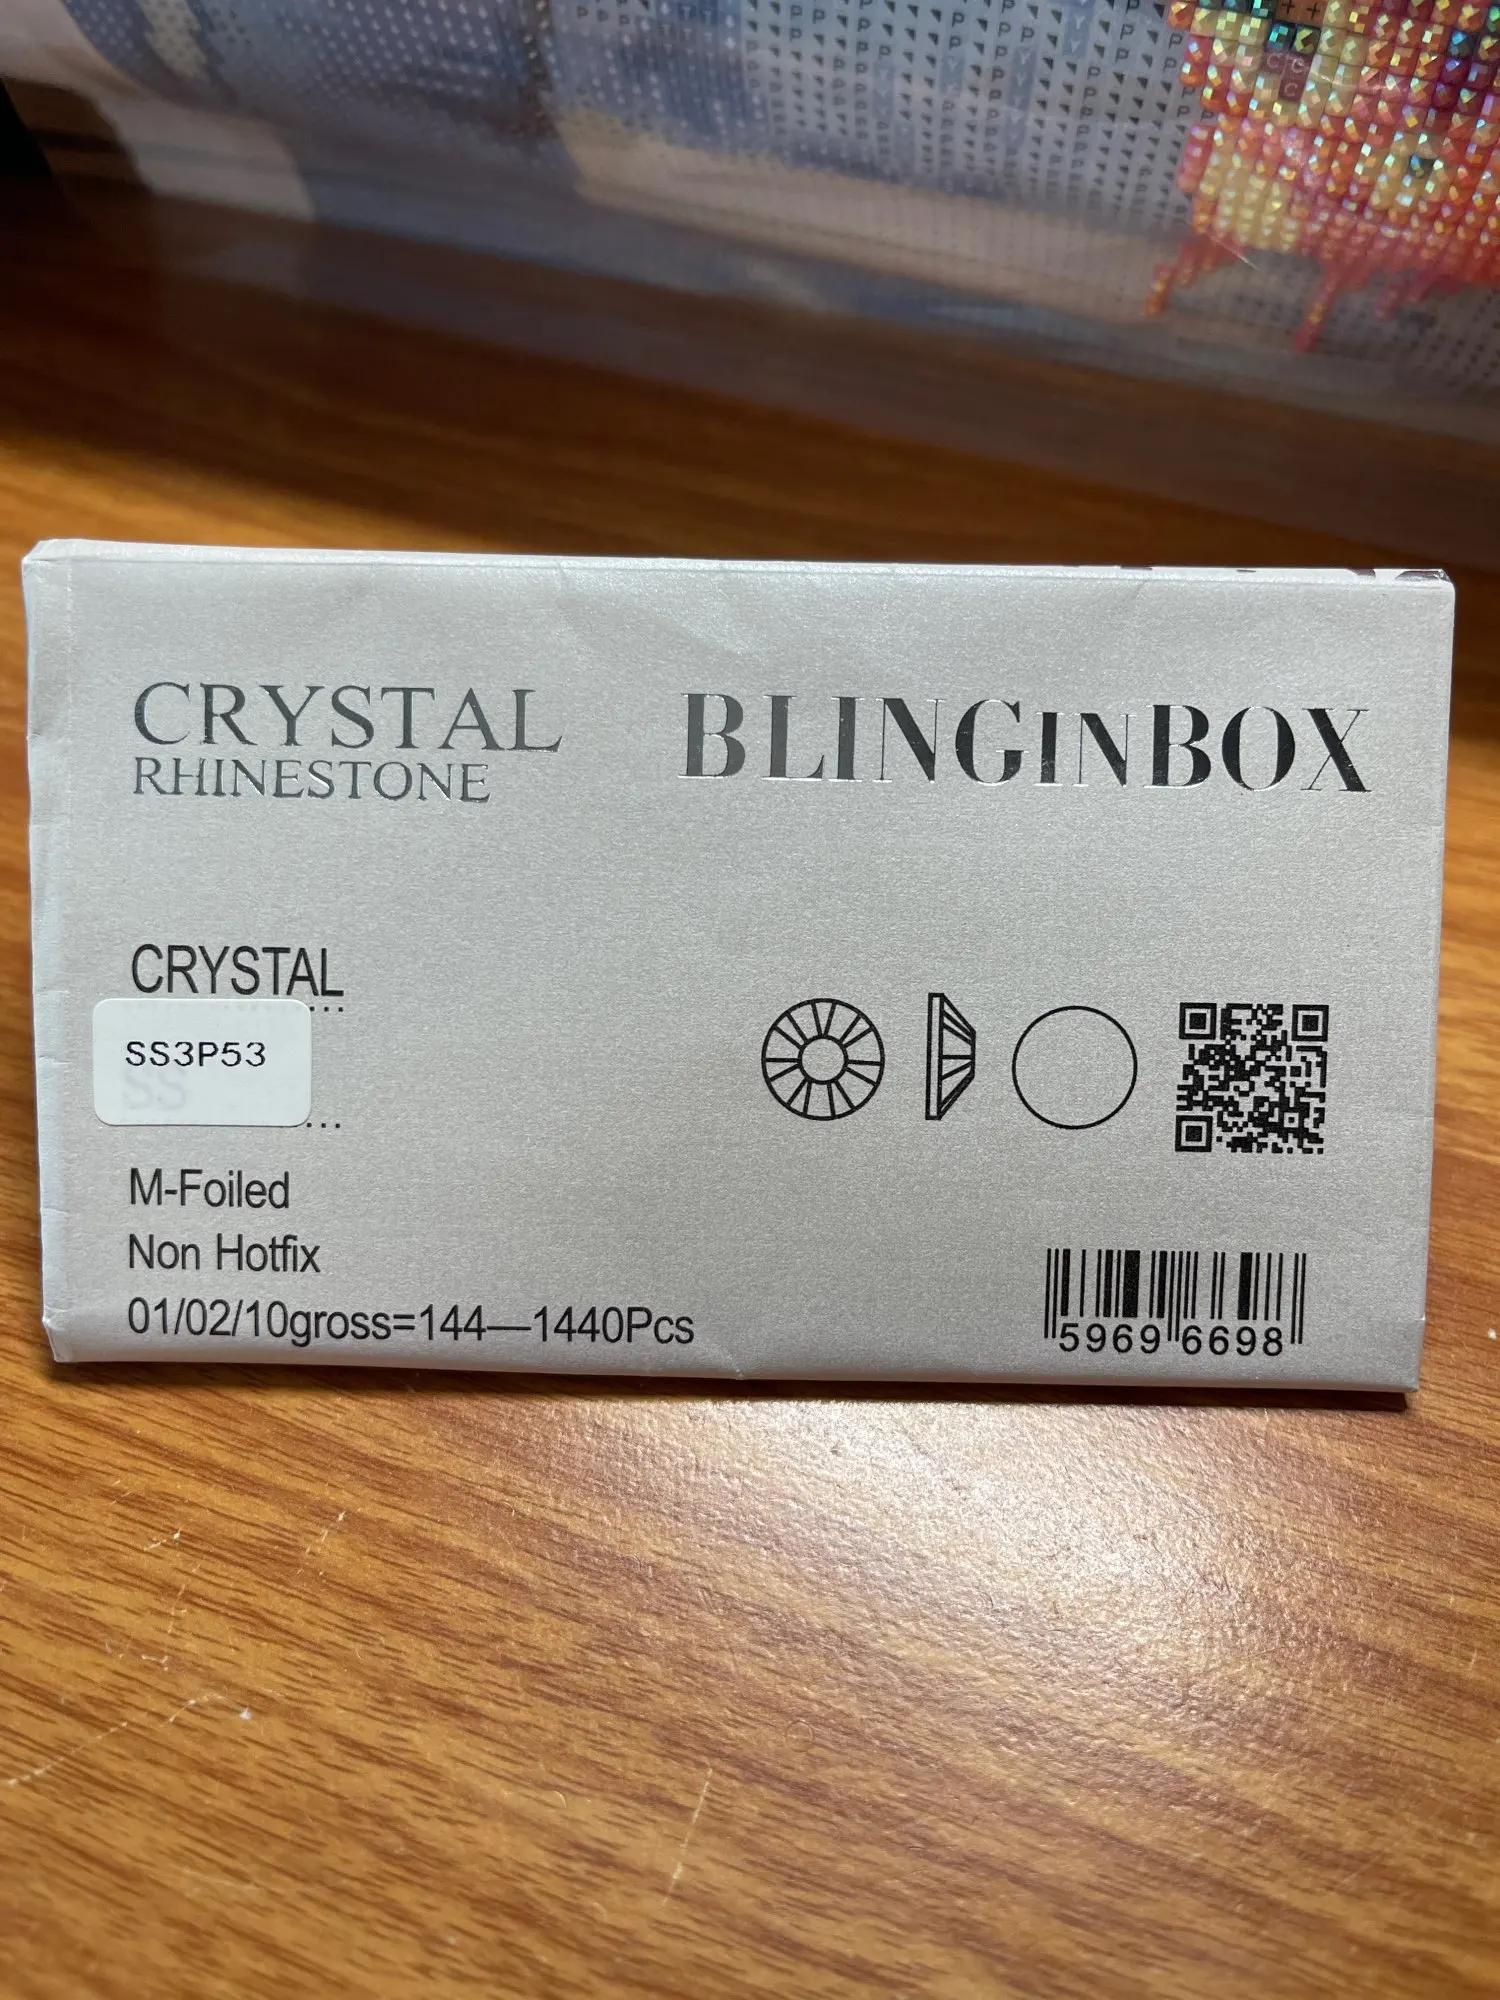 CRYSTAL
RHINESTONE
BLINGINBOX
CRYSTAL
...
SS3P53
SS
...
M-Foiled
Non Hotfix
01/02/10gross=144—1440Pcs
5969 6698